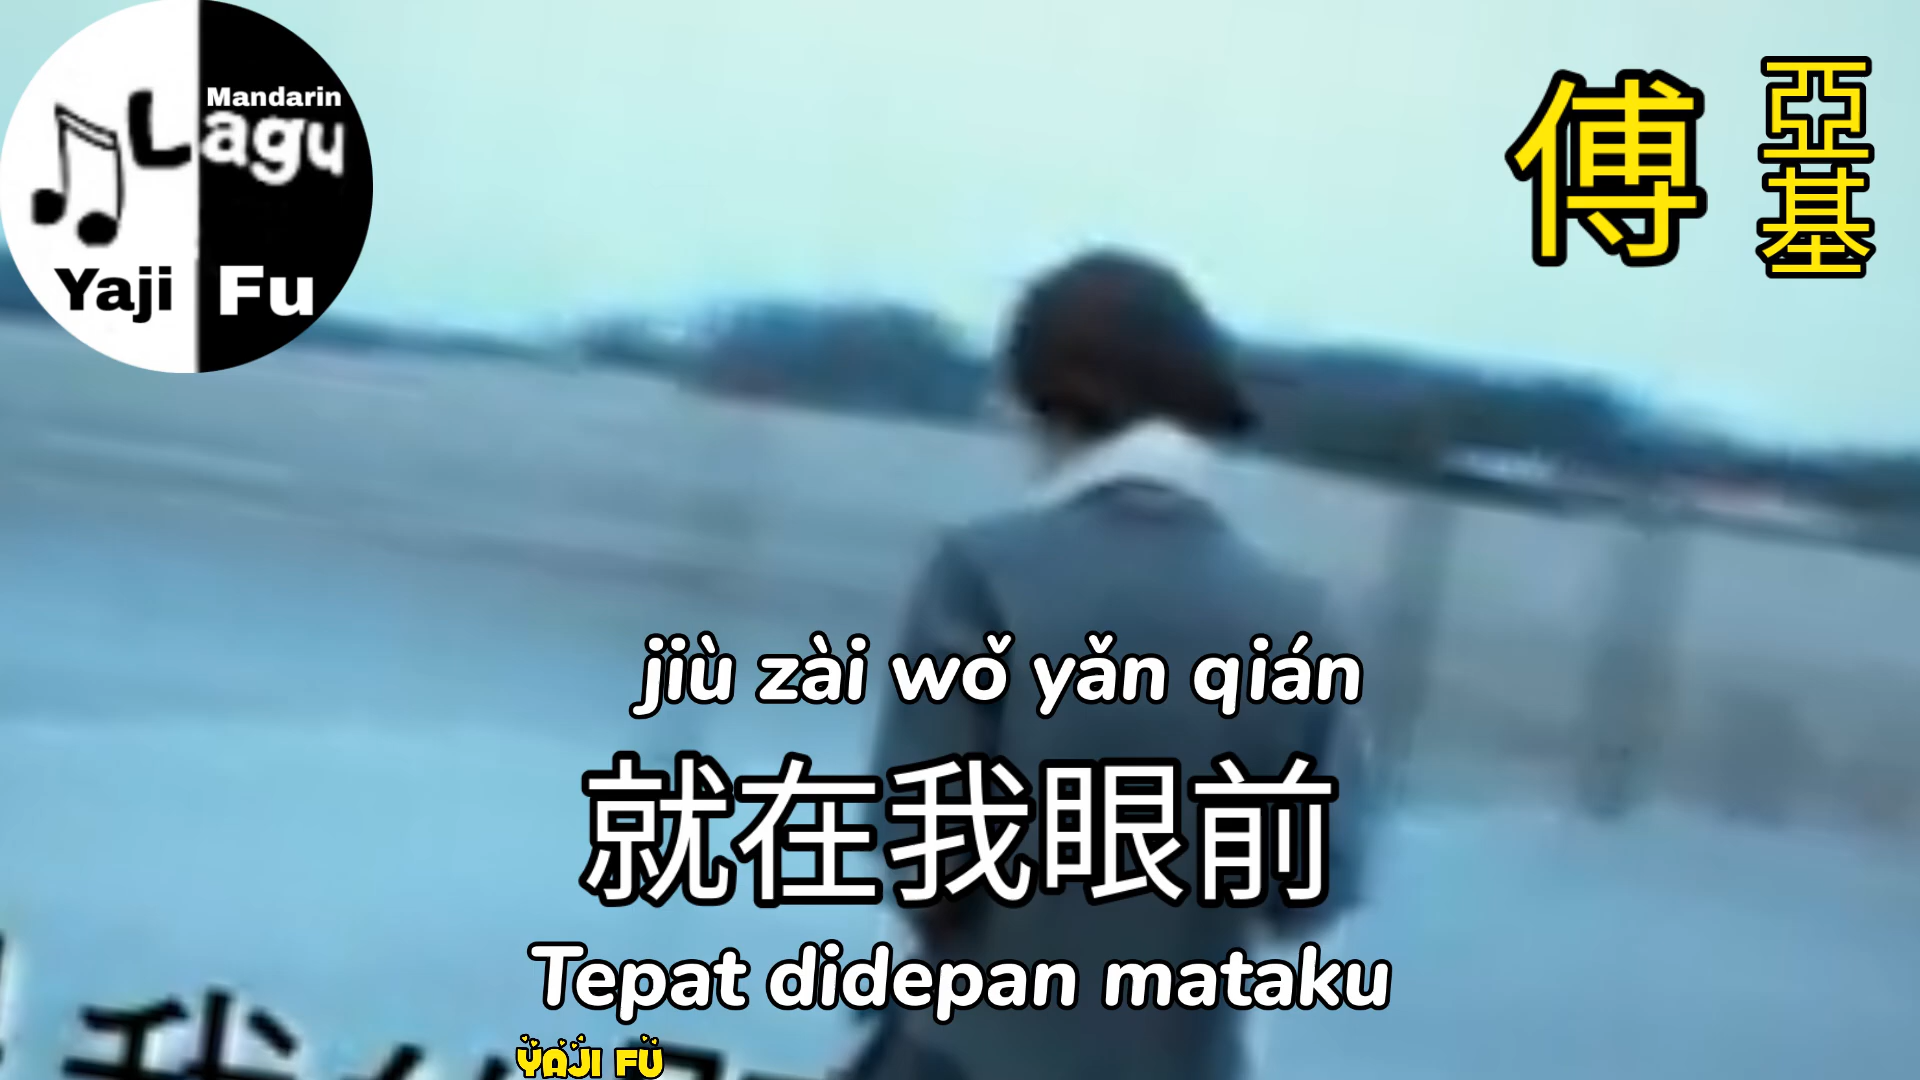 Mandarin
Lagu
Yaji Fu
傅
亞基
jiù zài wǒ yǎn qián
就在我眼前
Tepat didepan mataku
我
YAJI FU